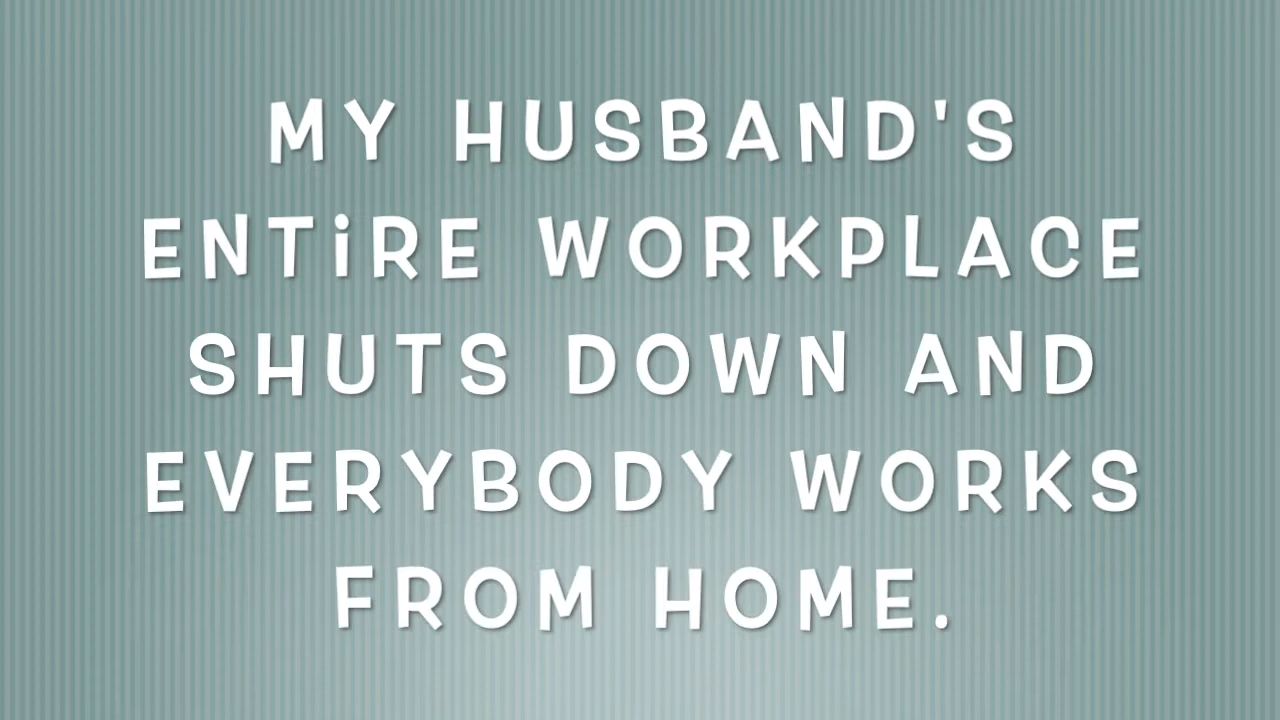 MY HUSBAND'S
ENTIRE WORKPLACE
SHUTS DOWN AND
EVERYBODY WORKS
FROM HOME.